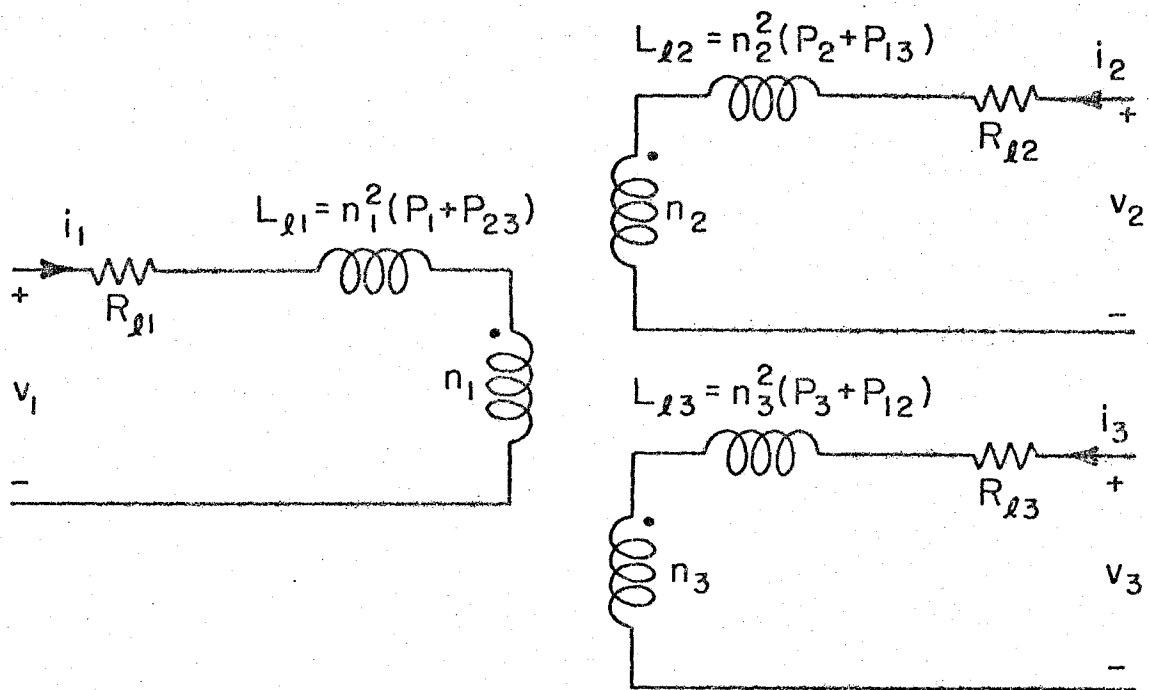 L_ℓ2 = n_2^2(P_2+P_13)
i_2
+
R_ℓ2
n_2
v_2
−
L_ℓ1 = n_1^2(P_1+P_23)
i_1
+
R_ℓ1
n_1
v_1
−
L_ℓ3 = n_3^2(P_3+P_12)
i_3
+
R_ℓ3
n_3
v_3
−